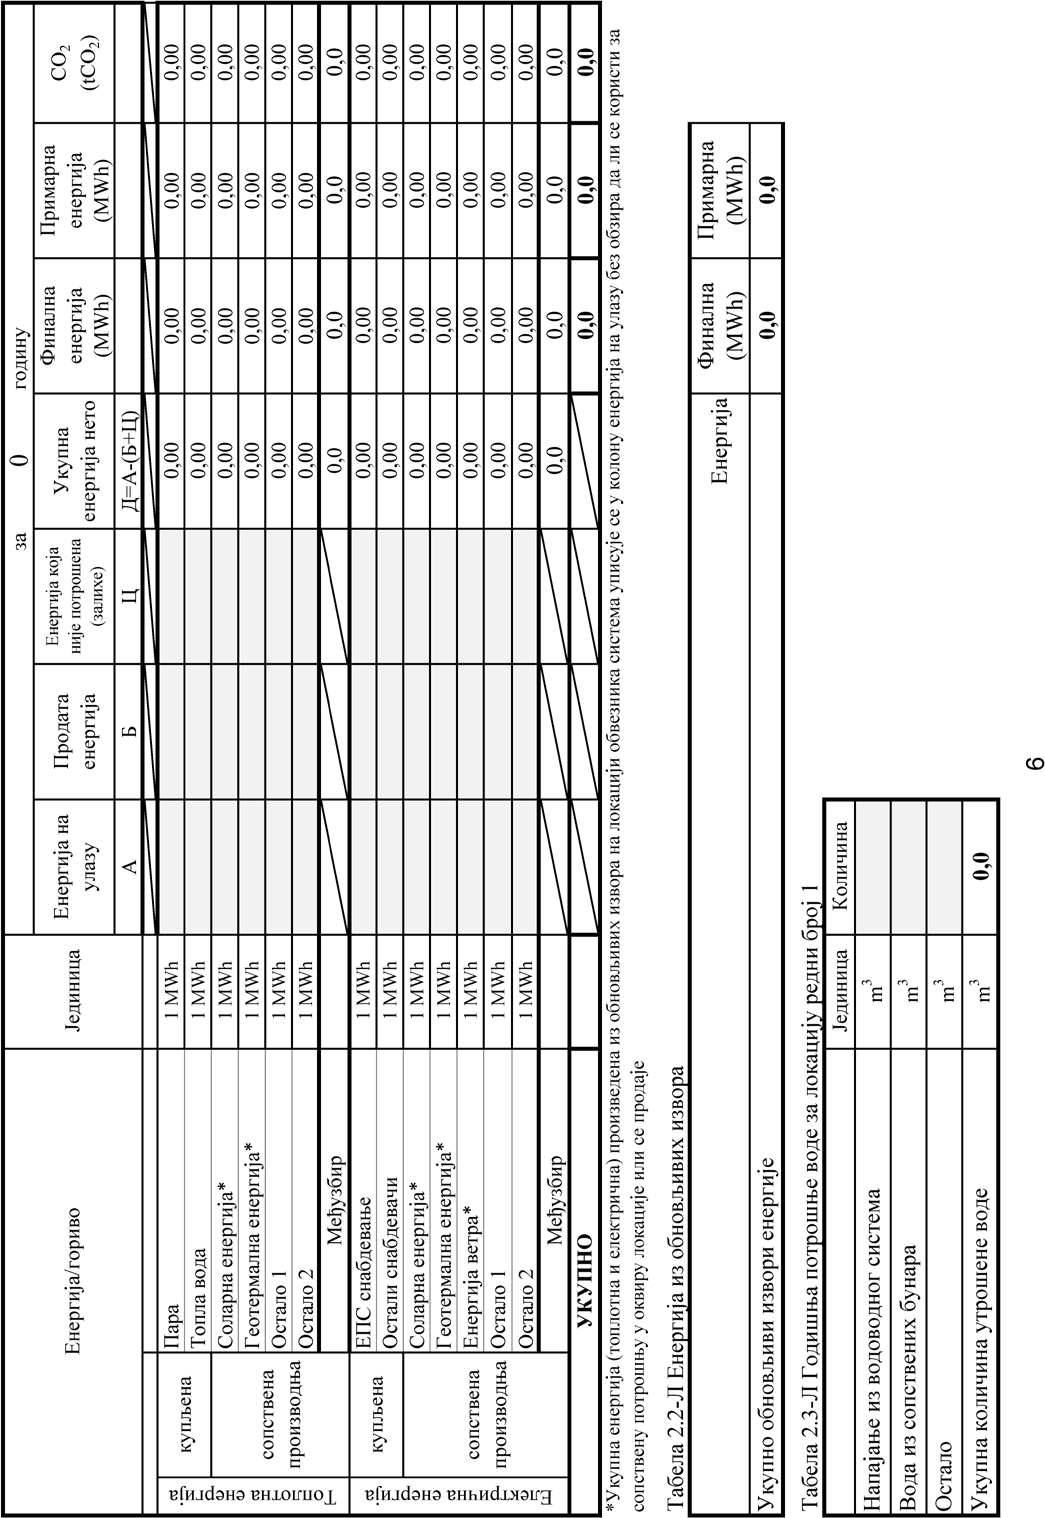 Енергија/гориво Јединица за 0 годину
Енергија на улазу Продата енергија Енергија која није потрошена (залихе) Укупна енергија нето Финална енергија (MWh) Примарна енергија (MWh) CO2 (tCO2)
А Б Ц Д=А-(Б+Ц)
Топлотна енергија
купљена
Пара 1 MWh 0,00 0,00 0,00 0,00
Топла вода 1 MWh 0,00 0,00 0,00 0,00
сопствена производња
Соларна енергија* 1 MWh 0,00 0,00 0,00 0,00
Геотермална енергија* 1 MWh 0,00 0,00 0,00 0,00
Остало 1 1 MWh 0,00 0,00 0,00 0,00
Остало 2 1 MWh 0,00 0,00 0,00 0,00
Међузбир 0,0 0,0 0,0 0,0
Електрична енергија
купљена
ЕПС снабдевање 1 MWh 0,00 0,00 0,00 0,00
Остали снабдевачи 1 MWh 0,00 0,00 0,00 0,00
сопствена производња
Соларна енергија* 1 MWh 0,00 0,00 0,00 0,00
Геотермална енергија* 1 MWh 0,00 0,00 0,00 0,00
Енергија ветра* 1 MWh 0,00 0,00 0,00 0,00
Остало 1 1 MWh 0,00 0,00 0,00 0,00
Остало 2 1 MWh 0,00 0,00 0,00 0,00
Међузбир 0,0 0,0 0,0 0,0
УКУПНО 0,0 0,0 0,0
*Укупна енергија (топлотна и електрична) произведена из обновљивих извора на локацији обвезника система уписује се у колону енергија на улазу без обзира да ли се користи за
сопствену потрошњу у оквиру локације или се продаје
Табела 2.2-Л Енергија из обновљивих извора
Енергија Финална (MWh) Примарна (MWh)
Укупно обновљиви извори енергије 0,0 0,0
Табела 2.3-Л Годишња потрошње воде за локацију редни број 1
Јединица Количина
Напајање из водоводног система m3
Вода из сопствених бунара m3
Остало m3
Укупна количина утрошене воде m3 0,0
6